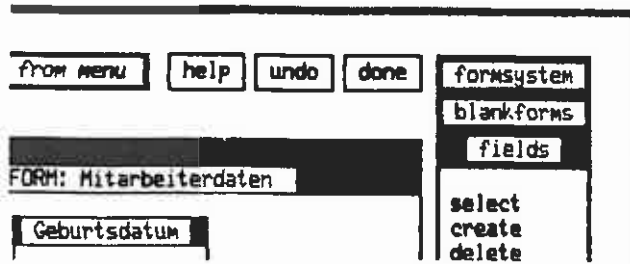 from menu help undo done
formsystem
blankforms
fields
FORM: Mitarbeiterdaten
Geburtsdatum
select
create
delete